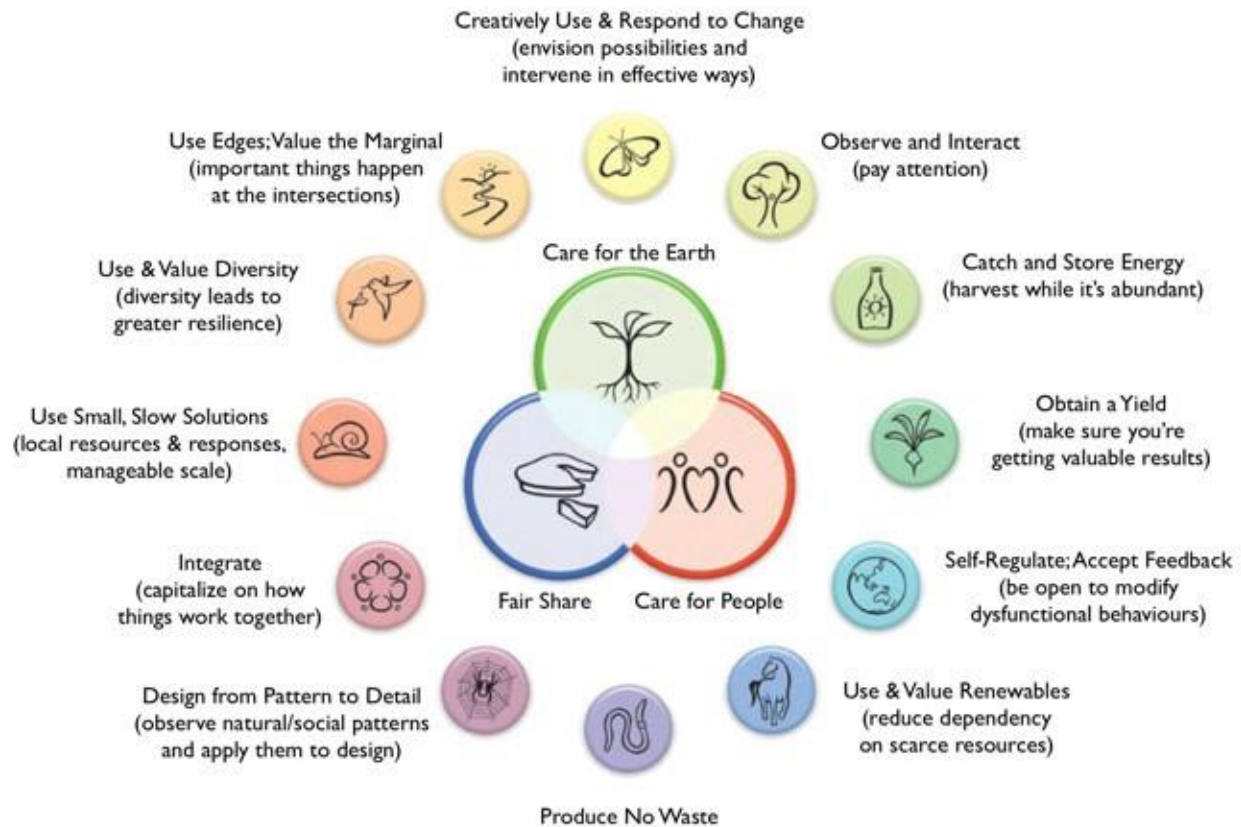 Creatively Use & Respond to Change
(envision possibilities and
intervene in effective ways)
Use Edges; Value the Marginal
(important things happen
at the intersections)
Observe and Interact
(pay attention)
Care for the Earth
Use & Value Diversity
(diversity leads to
greater resilience)
Catch and Store Energy
(harvest while it's abundant)
Use Small, Slow Solutions
(local resources & responses,
manageable scale)
Obtain a Yield
(make sure you're
getting valuable results)
Integrate
(capitalize on how
things work together)
Self-Regulate; Accept Feedback
(be open to modify
dysfunctional behaviours)
Fair Share
Care for People
Design from Pattern to Detail
(observe natural/social patterns
and apply them to design)
Use & Value Renewables
(reduce dependency
on scarce resources)
Produce No Waste